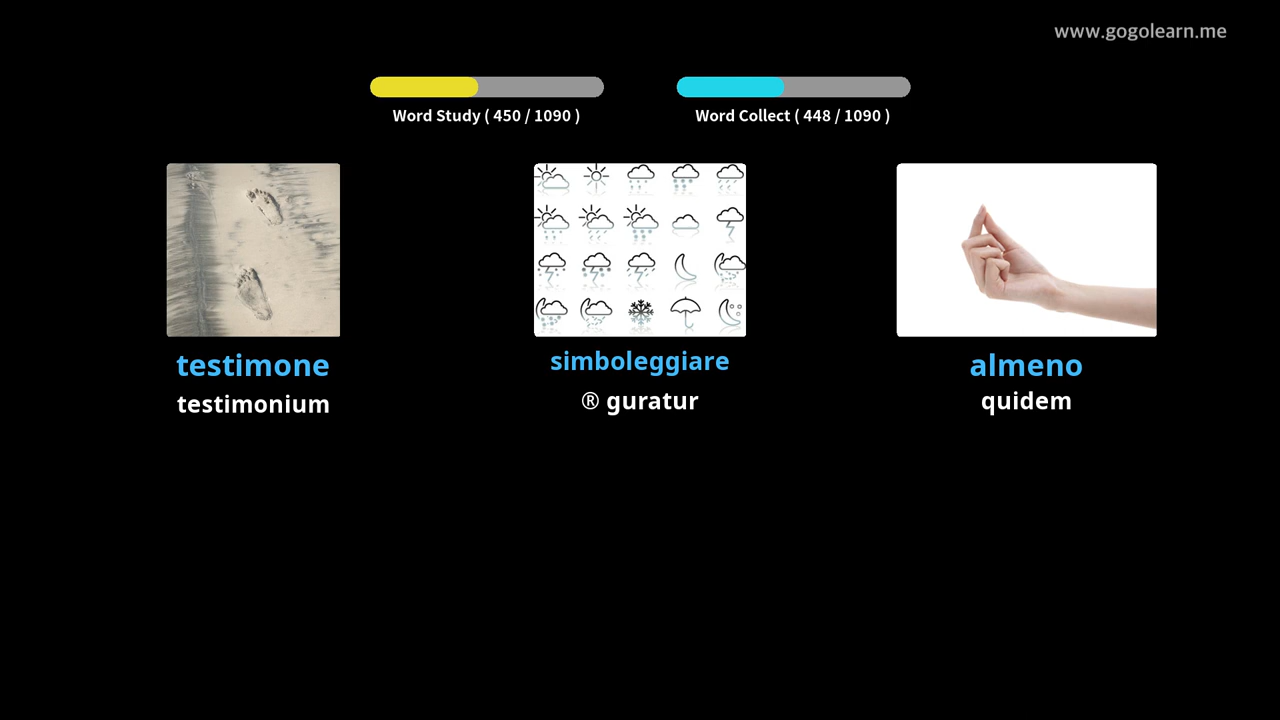 www.gogolearn.me
Word Study ( 450 / 1090 )
Word Collect ( 448 / 1090 )
testimone
testimonium
simboleggiare
® guratur
almeno
quidem